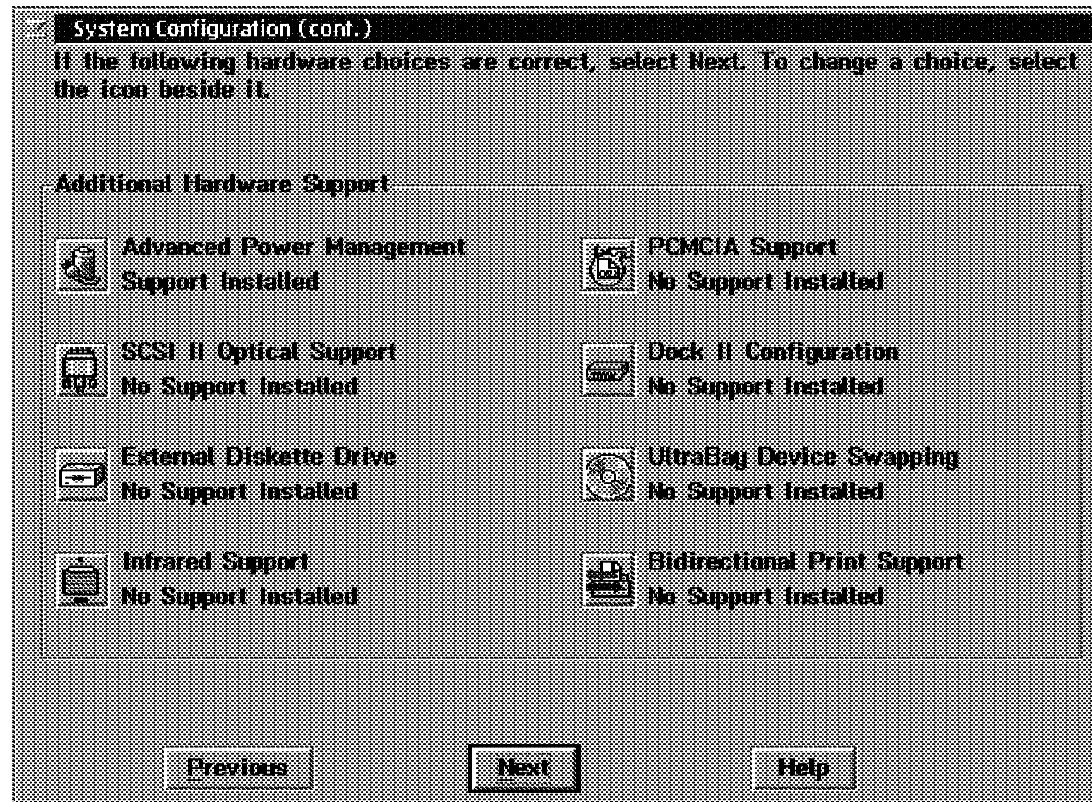 System Configuration (cont.)
If the following hardware choices are correct, select Next. To change a choice, select
the icon beside it.
Additional Hardware Support
Advanced Power Management
Support Installed
PCMCIA Support
No Support Installed
SCSI II Optical Support
No Support Installed
Dock II Configuration
No Support Installed
External Diskette Drive
No Support Installed
UltraBay Device Swapping
No Support Installed
Infrared Support
No Support Installed
Bidirectional Print Support
No Support Installed
Previous
Next
Help